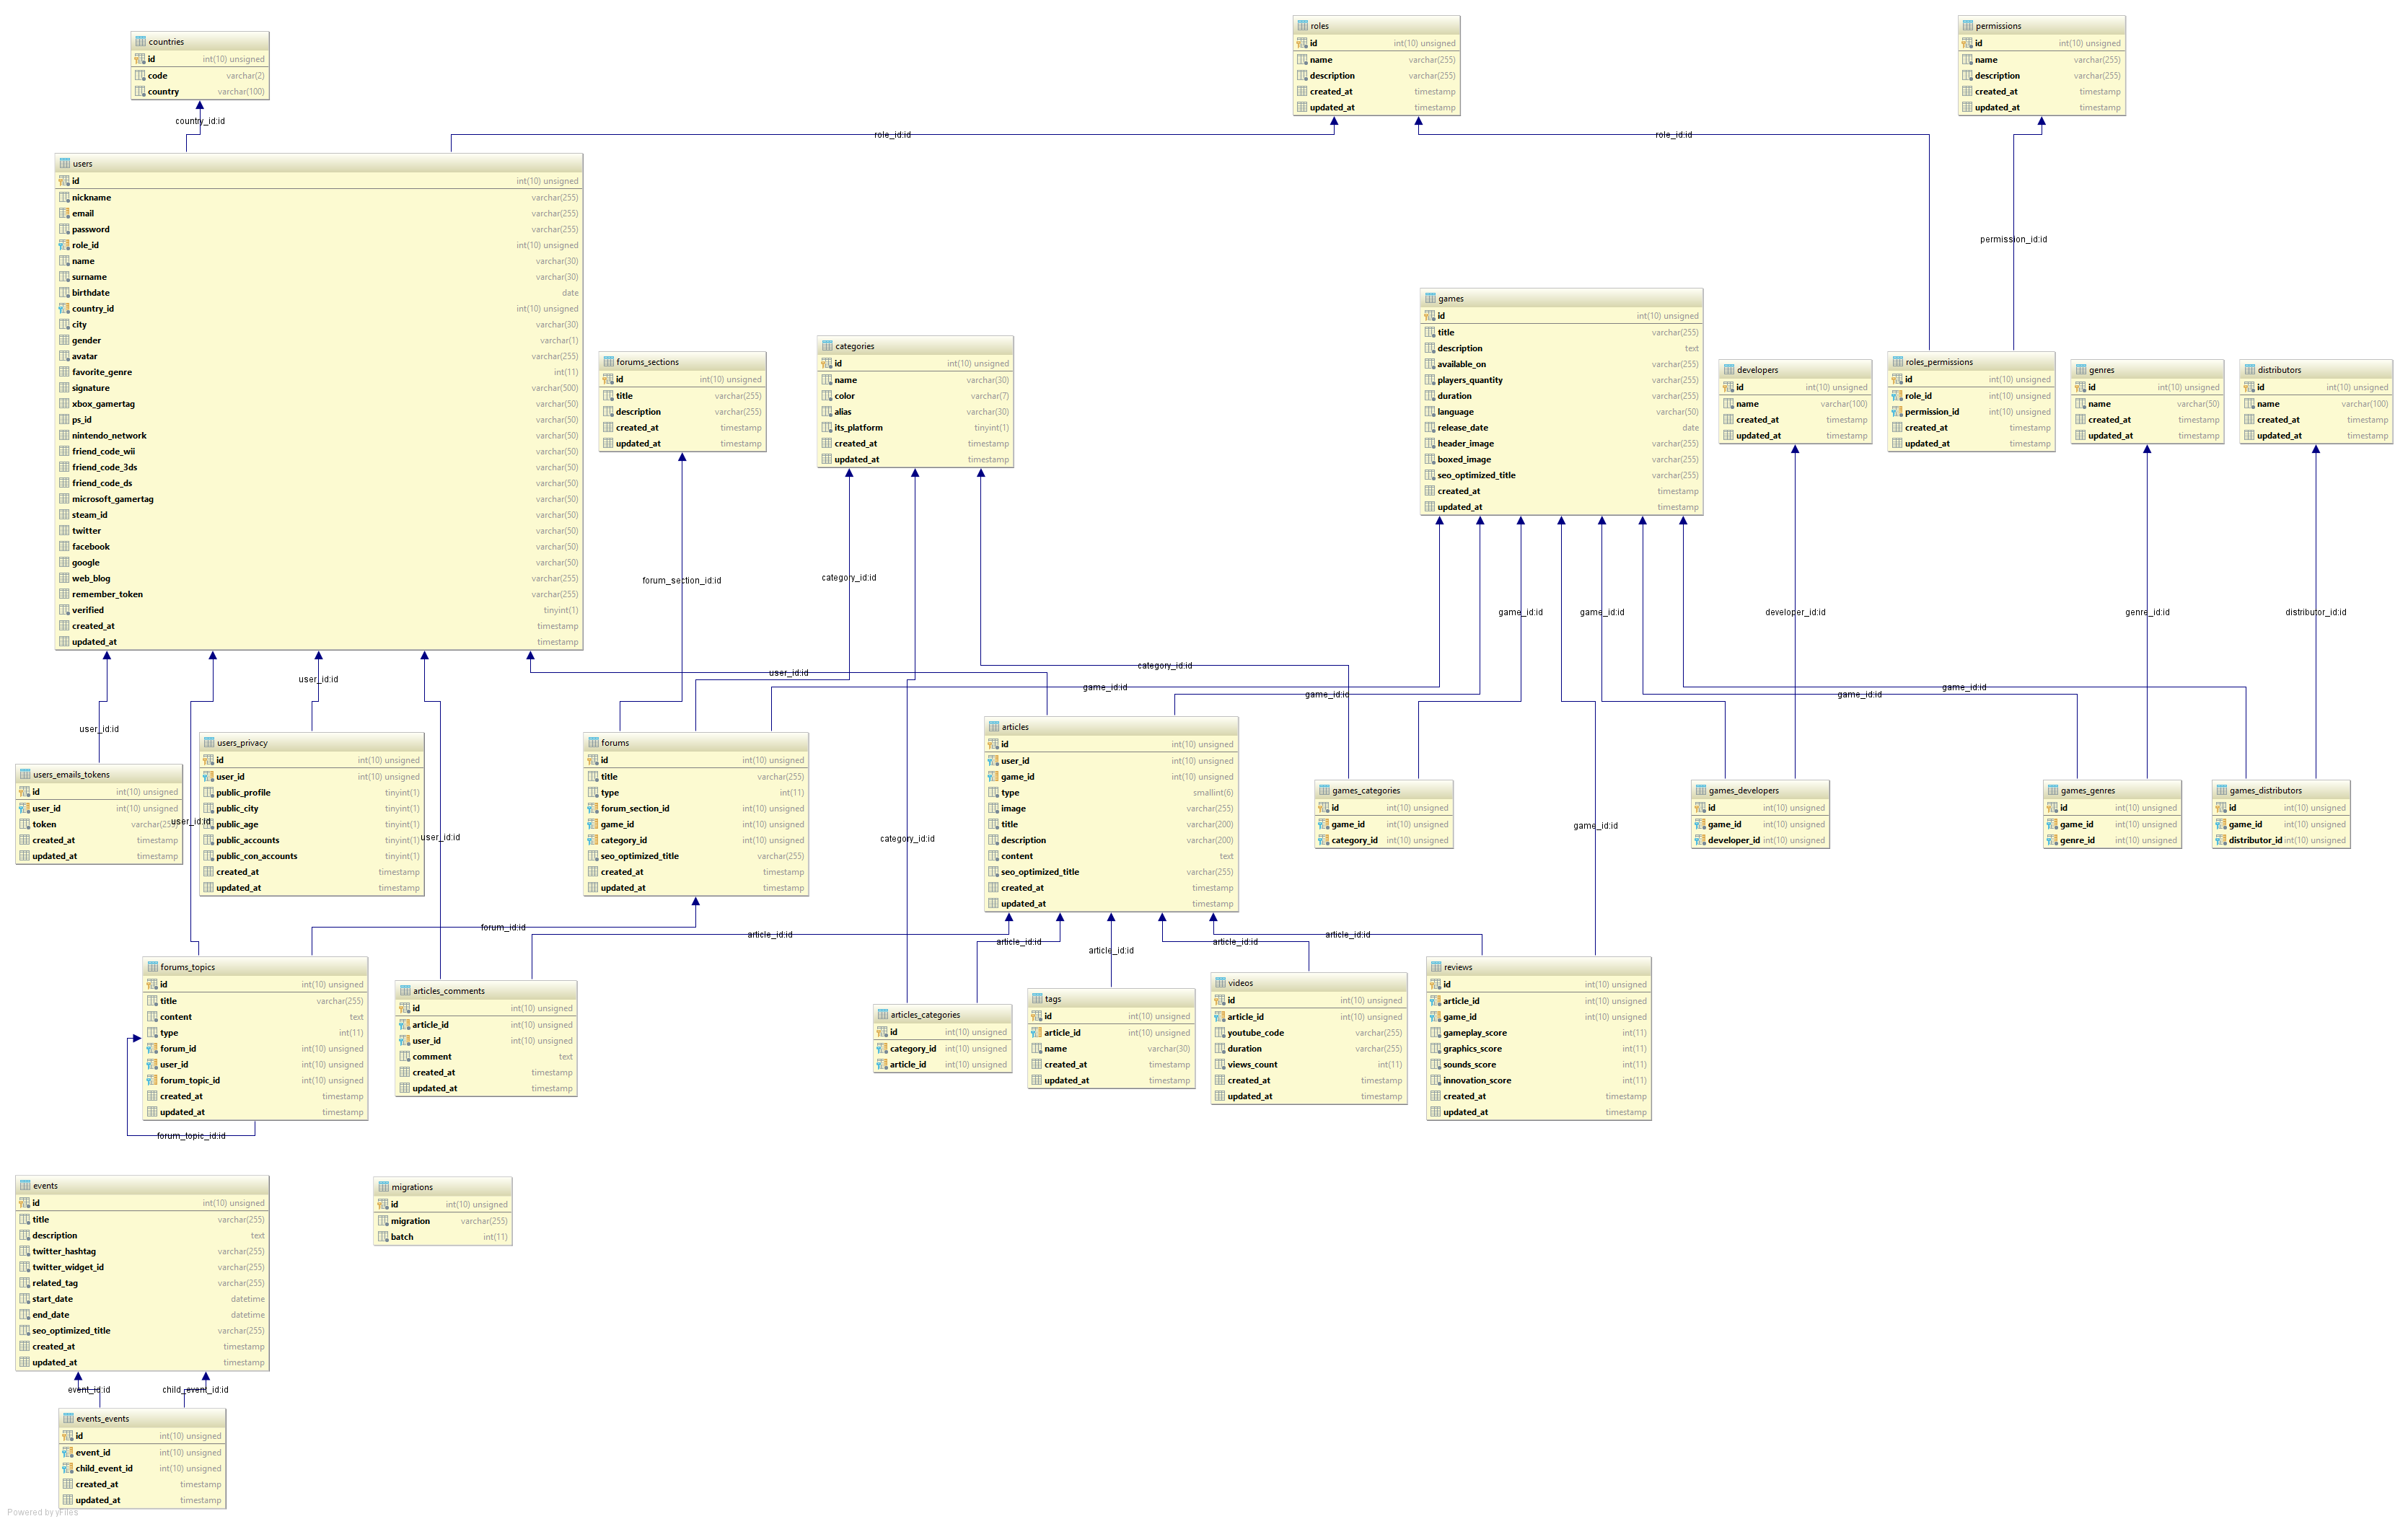 countries
id int(10) unsigned
code varchar(2)
country varchar(100)
roles
id int(10) unsigned
name varchar(255)
description varchar(255)
created_at timestamp
updated_at timestamp
permissions
id int(10) unsigned
name varchar(255)
description varchar(255)
created_at timestamp
updated_at timestamp
country_id:id
role_id:id
role_id:id
permission_id:id
users
id int(10) unsigned
nickname varchar(255)
email varchar(255)
password varchar(255)
role_id int(10) unsigned
name varchar(30)
surname varchar(30)
birthdate date
country_id int(10) unsigned
city varchar(30)
gender varchar(1)
avatar varchar(255)
favorite_genre int(11)
signature varchar(500)
xbox_gamertag varchar(50)
ps_id varchar(50)
nintendo_network varchar(50)
friend_code_wii varchar(50)
friend_code_3ds varchar(50)
friend_code_ds varchar(50)
microsoft_gamertag varchar(50)
steam_id varchar(50)
twitter varchar(50)
facebook varchar(50)
google varchar(50)
web_blog varchar(255)
remember_token varchar(255)
verified tinyint(1)
created_at timestamp
updated_at timestamp
forums_sections
id int(10) unsigned
title varchar(255)
description varchar(255)
created_at timestamp
updated_at timestamp
categories
id int(10) unsigned
name varchar(30)
color varchar(7)
alias varchar(30)
its_platform tinyint(1)
created_at timestamp
updated_at timestamp
games
id int(10) unsigned
title varchar(255)
description text
available_on varchar(255)
players_quantity varchar(255)
duration varchar(255)
language varchar(50)
release_date date
header_image varchar(255)
boxed_image varchar(255)
seo_optimized_title varchar(255)
created_at timestamp
updated_at timestamp
developers
id int(10) unsigned
name varchar(100)
created_at timestamp
updated_at timestamp
roles_permissions
id int(10) unsigned
role_id int(10) unsigned
permission_id int(10) unsigned
created_at timestamp
updated_at timestamp
genres
id int(10) unsigned
name varchar(50)
created_at timestamp
updated_at timestamp
distributors
id int(10) unsigned
name varchar(100)
created_at timestamp
updated_at timestamp
forum_section_id:id
category_id:id
game_id:id
game_id:id
developer_id:id
genre_id:id
distributor_id:id
user_id:id
user_id:id
category_id:id
game_id:id
game_id:id
game_id:id
game_id:id
user_id:id
users_emails_tokens
id int(10) unsigned
user_id int(10) unsigned
token varchar(255)
created_at timestamp
updated_at timestamp
user_id:id
users_privacy
id int(10) unsigned
user_id int(10) unsigned
public_profile tinyint(1)
public_city tinyint(1)
public_age tinyint(1)
public_accounts tinyint(1)
public_con_accounts tinyint(1)
created_at timestamp
updated_at timestamp
user_id:id
forums
id int(10) unsigned
title varchar(255)
type int(11)
forum_section_id int(10) unsigned
game_id int(10) unsigned
category_id int(10) unsigned
seo_optimized_title varchar(255)
created_at timestamp
updated_at timestamp
category_id:id
articles
id int(10) unsigned
user_id int(10) unsigned
game_id int(10) unsigned
type smallint(6)
image varchar(255)
title varchar(200)
description varchar(200)
content text
seo_optimized_title varchar(255)
created_at timestamp
updated_at timestamp
games_categories
id int(10) unsigned
game_id int(10) unsigned
category_id int(10) unsigned
game_id:id
games_developers
id int(10) unsigned
game_id int(10) unsigned
developer_id int(10) unsigned
games_genres
id int(10) unsigned
game_id int(10) unsigned
genre_id int(10) unsigned
games_distributors
id int(10) unsigned
game_id int(10) unsigned
distributor_id int(10) unsigned
forum_id:id
article_id:id
article_id:id
article_id:id
article_id:id
article_id:id
forums_topics
id int(10) unsigned
title varchar(255)
content text
type int(11)
forum_id int(10) unsigned
user_id int(10) unsigned
forum_topic_id int(10) unsigned
created_at timestamp
updated_at timestamp
forum_topic_id:id
articles_comments
id int(10) unsigned
article_id int(10) unsigned
user_id int(10) unsigned
comment text
created_at timestamp
updated_at timestamp
articles_categories
id int(10) unsigned
category_id int(10) unsigned
article_id int(10) unsigned
tags
id int(10) unsigned
article_id int(10) unsigned
name varchar(30)
created_at timestamp
updated_at timestamp
videos
id int(10) unsigned
article_id int(10) unsigned
youtube_code varchar(255)
duration varchar(255)
views_count int(11)
created_at timestamp
updated_at timestamp
reviews
id int(10) unsigned
article_id int(10) unsigned
game_id int(10) unsigned
gameplay_score int(11)
graphics_score int(11)
sounds_score int(11)
innovation_score int(11)
created_at timestamp
updated_at timestamp
events
id int(10) unsigned
title varchar(255)
description text
twitter_hashtag varchar(255)
twitter_widget_id varchar(255)
related_tag varchar(255)
start_date datetime
end_date datetime
seo_optimized_title varchar(255)
created_at timestamp
updated_at timestamp
migrations
id int(10) unsigned
migration varchar(255)
batch int(11)
event_id:id
child_event_id:id
events_events
id int(10) unsigned
event_id int(10) unsigned
child_event_id int(10) unsigned
created_at timestamp
updated_at timestamp
Powered by yFiles